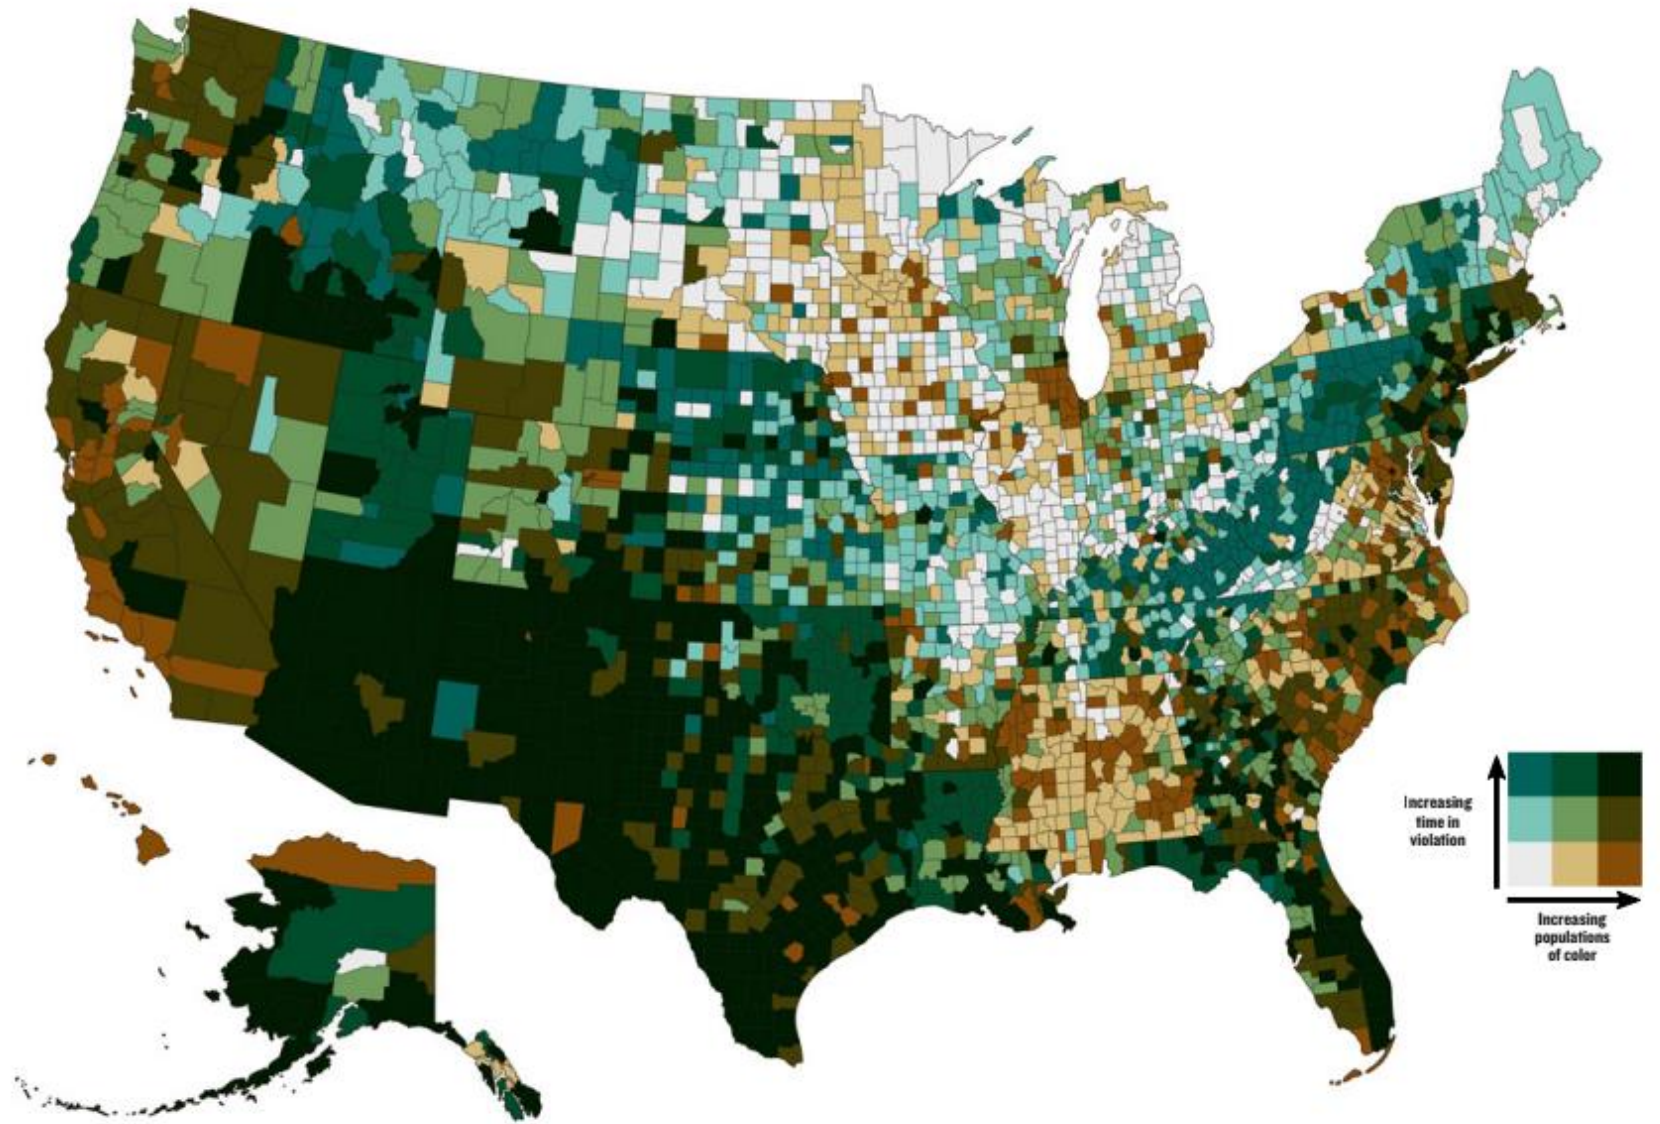 Increasing
time in
violation
Increasing
populations
of color